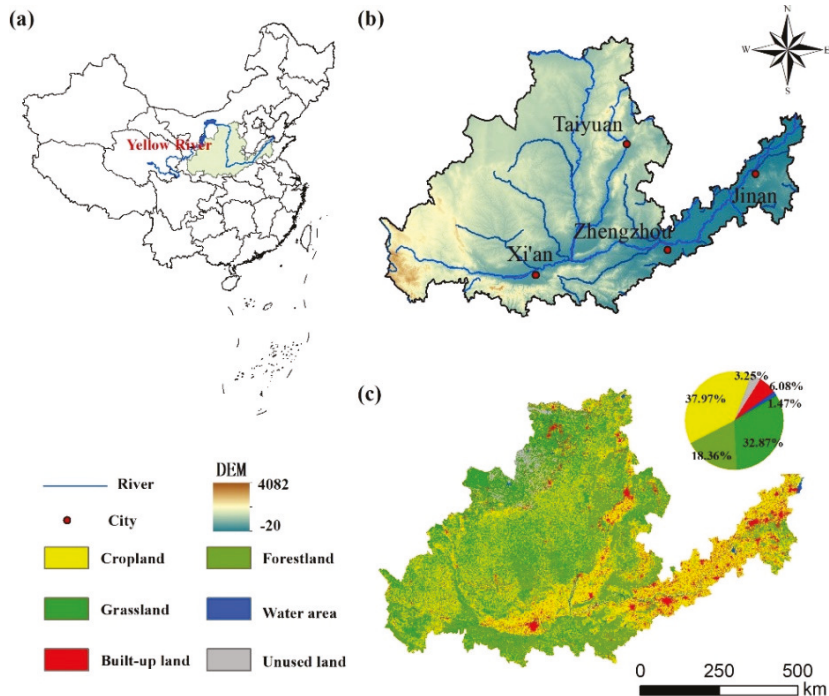 (a)
Yellow River
(b)
N
W
E
S
Taiyuan
Jinan
Zhengzhou
Xi'an
(c)
3.25%
6.08%
1.47%
37.97%
32.87%
18.36%
River
City
DEM
4082
-20
Cropland
Forestland
Grassland
Water area
Built-up land
Unused land
0 250 500
km